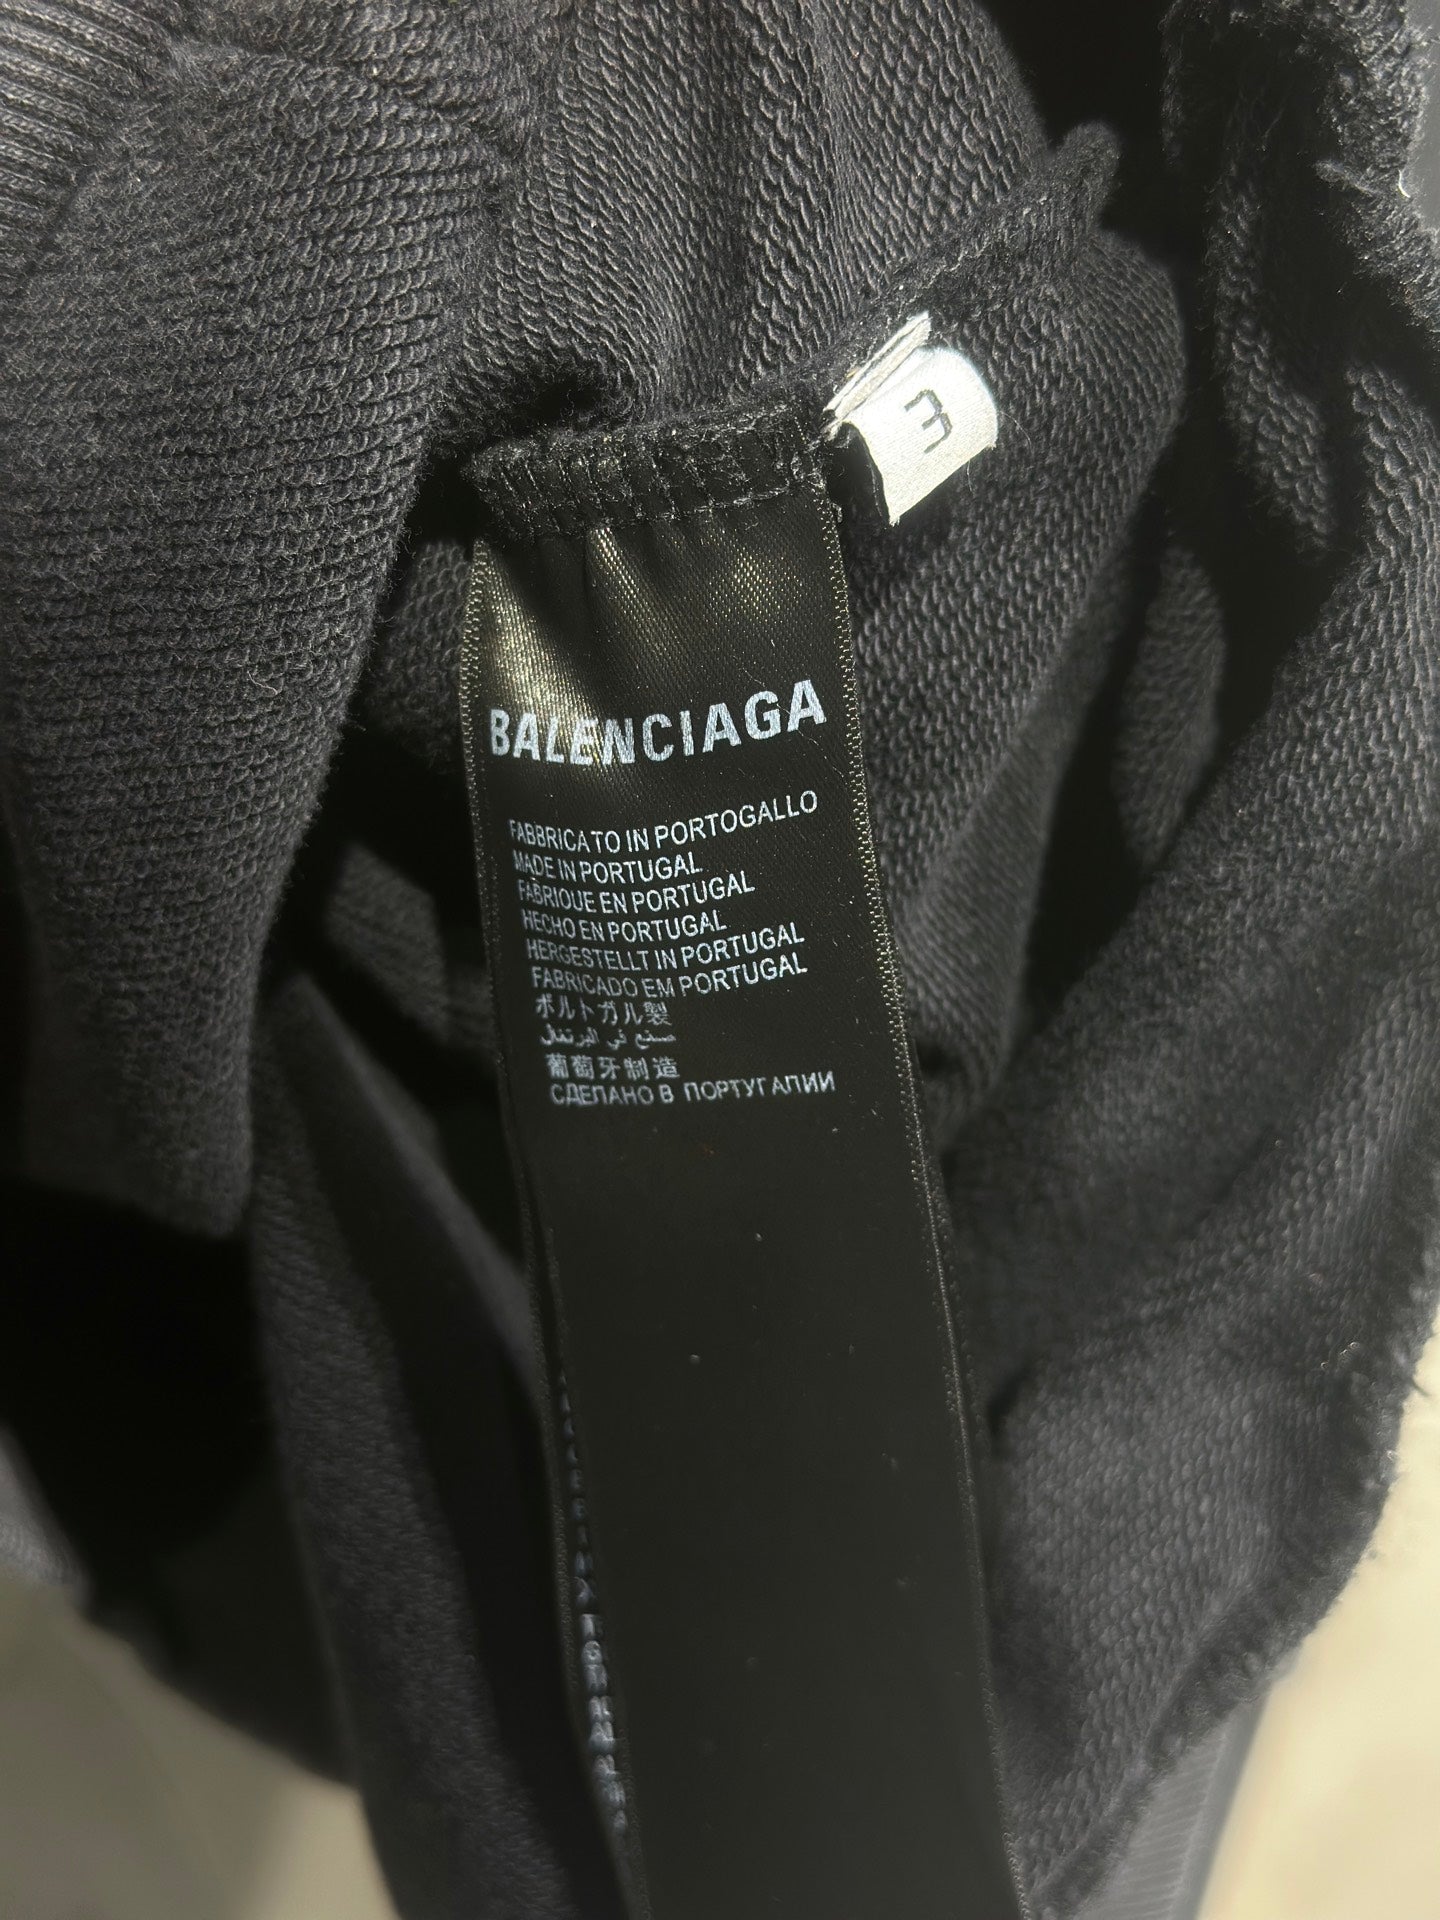 BALENCIAGA
FABBRICATO IN PORTOGALLO
MADE IN PORTUGAL
FABRIQUE EN PORTUGAL
HECHO EN PORTUGAL
HERGESTELLT IN PORTUGAL
FABRICADO EM PORTUGAL
ポルトガル製
صنع في البرتغال
葡萄牙制造
СДЕЛАНО В ПОРТУГАЛИИ